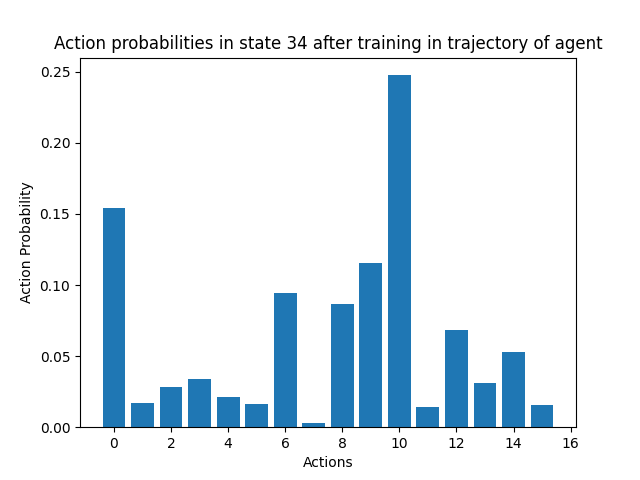 Action probabilities in state 34 after training in trajectory of agent
0.25
0.20
0.15
0.10
0.05
0.00
Action Probability
0 2 4 6 8 10 12 14 16
Actions